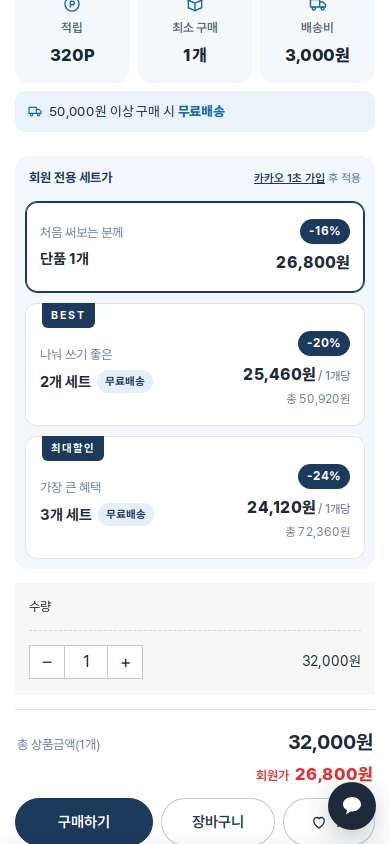 적립
320P
최소 구매
1개
배송비
3,000원
50,000원 이상 구매 시 무료배송
회원 전용 세트가
카카오 1초 가입 후 적용
처음 써보는 분께
단품 1개
-16%
26,800원
BEST
나눠 쓰기 좋은
2개 세트 무료배송
-20%
25,460원 / 1개당
총 50,920원
최대할인
가장 큰 혜택
3개 세트 무료배송
-24%
24,120원 / 1개당
총 72,360원
수량
− 1 +
32,000원
총 상품금액(1개)
32,000원
회원가 26,800원
구매하기
장바구니